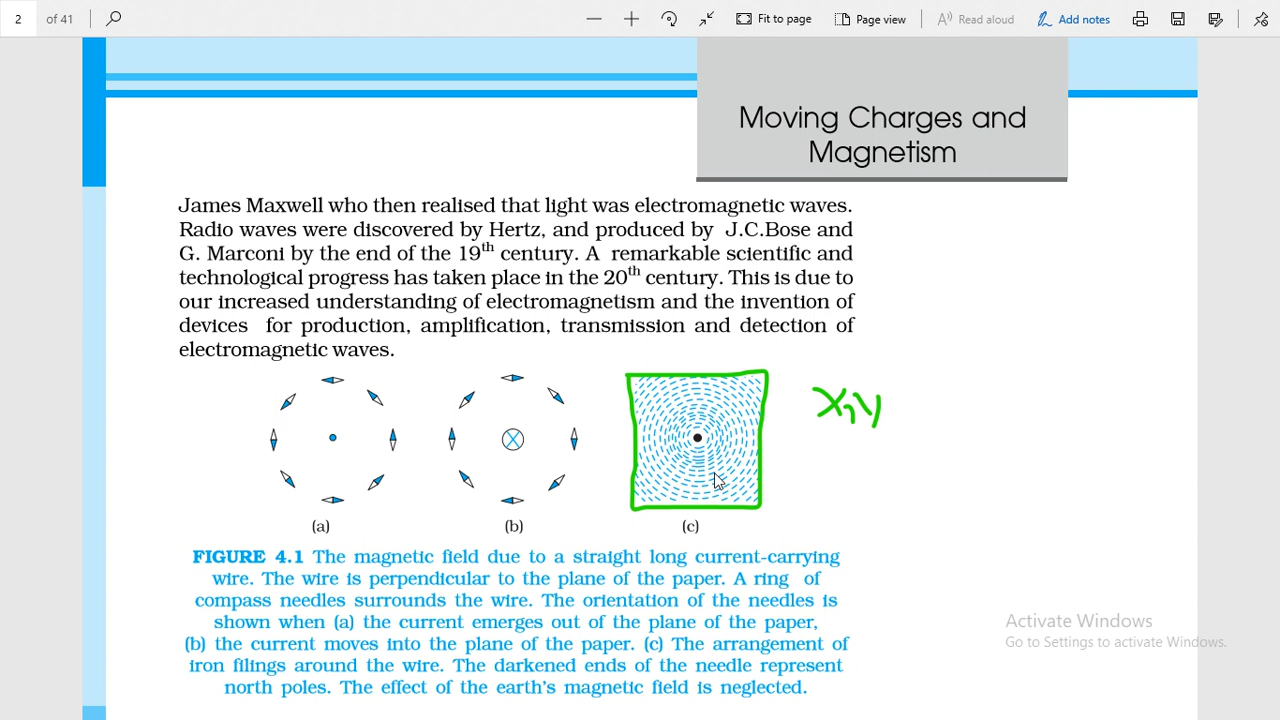 2 of 41 Fit to page Page view Read aloud Add notes
Moving Charges and
Magnetism
James Maxwell who then realised that light was electromagnetic waves.
Radio waves were discovered by Hertz, and produced by J.C.Bose and
G. Marconi by the end of the 19th century. A remarkable scientific and
technological progress has taken place in the 20th century. This is due to
our increased understanding of electromagnetism and the invention of
devices for production, amplification, transmission and detection of
electromagnetic waves.
X,Y
(a) (b) (c)
FIGURE 4.1 The magnetic field due to a straight long current-carrying
wire. The wire is perpendicular to the plane of the paper. A ring of
compass needles surrounds the wire. The orientation of the needles is
shown when (a) the current emerges out of the plane of the paper,
(b) the current moves into the plane of the paper. (c) The arrangement of
iron filings around the wire. The darkened ends of the needle represent
north poles. The effect of the earth's magnetic field is neglected.
Activate Windows
Go to Settings to activate Windows.